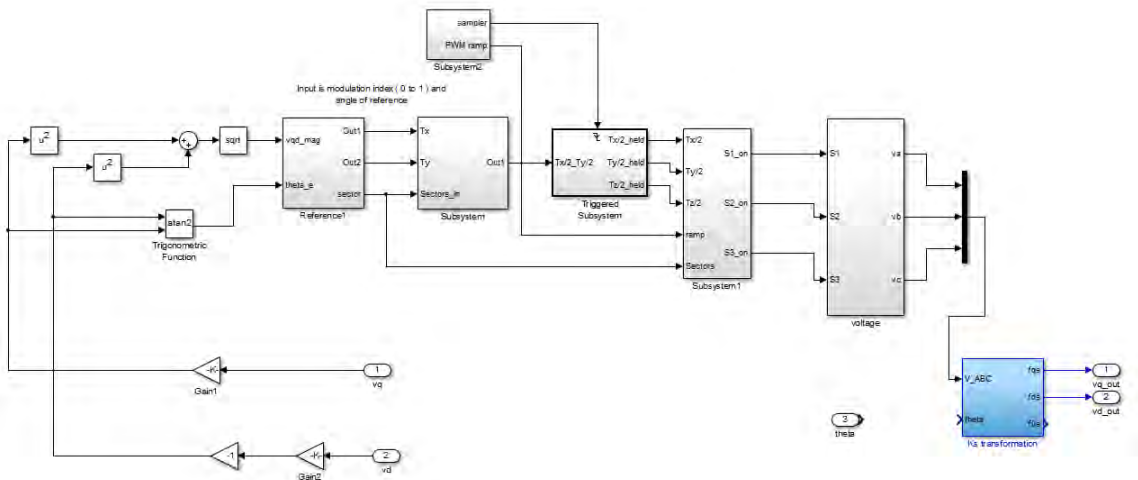 sampler
PWM ramp
Subsystem2
Input is modulation index ( 0 to 1 ) and
angle of reference
u²
u²
sqrt
atan2
Trigonometric
Function
vqd_mag
theta_e
Out1
Out2
sector
Reference1
Tx
Ty
Sectors_in
Out1
Subsystem
Tx/2_Ty/2
Tx/2_held
Ty/2_held
Tz/2_held
Triggered
Subsystem
Tx/2
Ty/2
Tz/2
ramp
Sectors
S1_on
S2_on
S3_on
Subsystem1
S1
S2
S3
va
vb
vc
voltage
-K-
Gain1
1
vq
-1
-K-
Gain2
2
vd
3
theta
V_ABC
theta
fqs
fds
f0s
Ks transformation
1
vq_out
2
vd_out